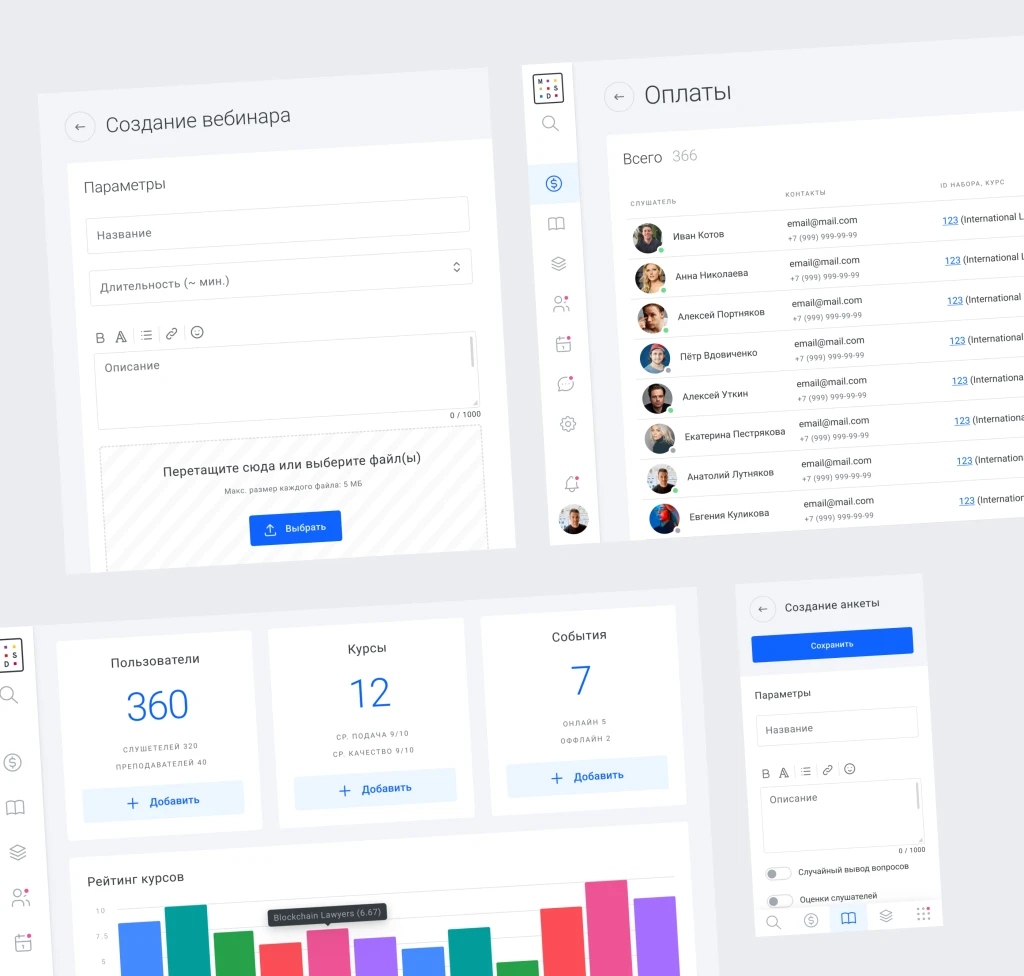 Создание вебинара
Параметры
Название
Длительность (~ мин.)
B A
Описание
0 / 1000
Перетащите сюда или выберите файл(ы)
Макс. размер каждого файла: 5 МБ
Выбрать
M
S
D
1
Оплаты
Всего 366
СЛУШАТЕЛЬ КОНТАКТЫ ID НАБОРА, КУРС
Иван Котов email@mail.com 123 (International L
+7 (999) 999-99-99
Анна Николаева email@mail.com 123 (International L
+7 (999) 999-99-99
Алексей Портняков email@mail.com 123 (International
+7 (999) 999-99-99
Пётр Вдовиченко email@mail.com 123 (International
+7 (999) 999-99-99
Алексей Уткин email@mail.com 123 (Internationa
+7 (999) 999-99-99
Екатерина Пестрякова email@mail.com 123 (Internationa
+7 (999) 999-99-99
Анатолий Лутняков email@mail.com 123 (Internation
+7 (999) 999-99-99
Евгения Куликова email@mail.com 123 (Internatio
+7 (999) 999-99-99
S
D
1
Пользователи
360
СЛУШЕТЕЛЕЙ 320
ПРЕПОДАВАТЕЛЕЙ 40
Добавить
Курсы
12
СР. ПОДАЧА 9/10
СР. КАЧЕСТВО 9/10
Добавить
События
7
ОНЛАЙН 5
ОФФЛАЙН 2
Добавить
Рейтинг курсов
10
7.5
5
Blockchain Lawyers (6.67)
Создание анкеты
Сохранить
Параметры
Название
B A
Описание
0 / 1000
Случайный вывод вопросов
Оценки слушателей